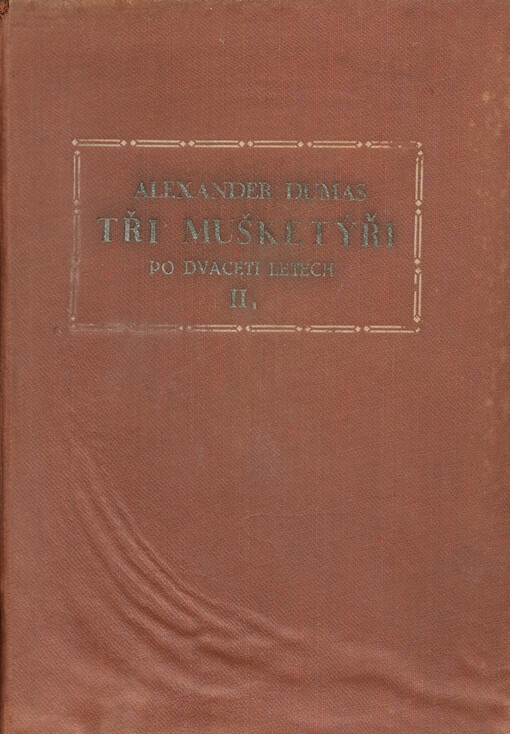 ALEXANDER DUMAS
TŘI MUŠKETÝŘI
PO DVACETI LETECH
II.